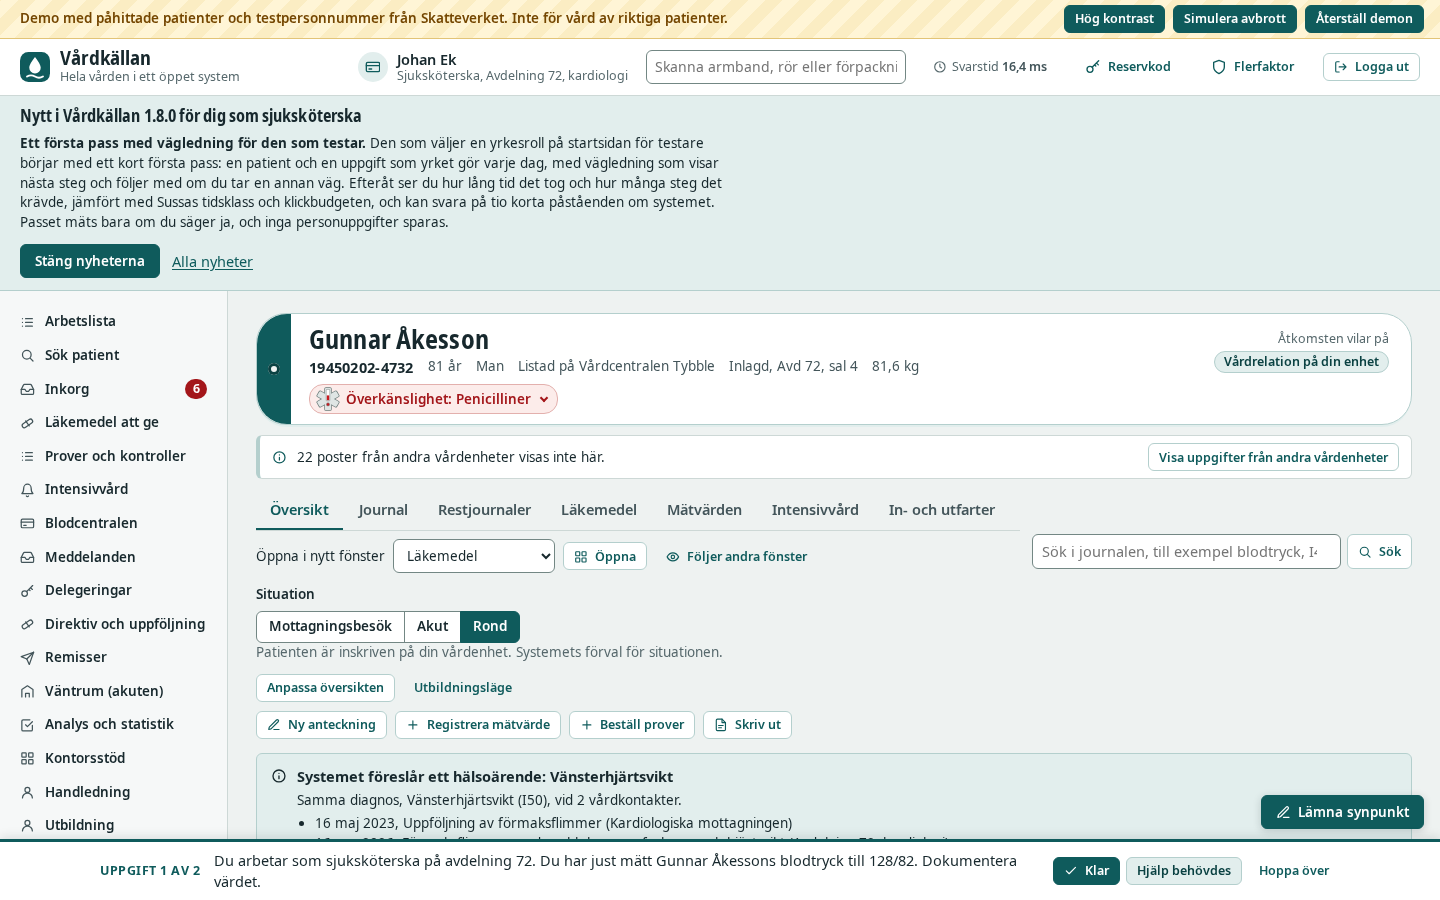 Demo med påhittade patienter och testpersonnummer från Skatteverket. Inte för vård av riktiga patienter.
Hög kontrast
Simulera avbrott
Återställ demon
Vårdkällan
Hela vården i ett öppet system
Johan Ek
Sjuksköterska, Avdelning 72, kardiologi
Skanna armband, rör eller förpackni
Svarstid 16,4 ms
Reservkod
Flerfaktor
Logga ut
Nytt i Vårdkällan 1.8.0 för dig som sjuksköterska
Ett första pass med vägledning för den som testar. Den som väljer en yrkesroll på startsidan för testare
börjar med ett kort första pass: en patient och en uppgift som yrket gör varje dag, med vägledning som visar
nästa steg och följer med om du tar en annan väg. Efteråt ser du hur lång tid det tog och hur många steg det
krävde, jämfört med Sussas tidsklass och klickbudgeten, och kan svara på tio korta påståenden om systemet.
Passet mäts bara om du säger ja, och inga personuppgifter sparas.
Stäng nyheterna
Alla nyheter
Arbetslista
Sök patient
Inkorg 6
Läkemedel att ge
Prover och kontroller
Intensivvård
Blodcentralen
Meddelanden
Delegeringar
Direktiv och uppföljning
Remisser
Väntrum (akuten)
Analys och statistik
Kontorsstöd
Handledning
Utbildning
Gunnar Åkesson
19450202-4732 81 år Man Listad på Vårdcentralen Tybble Inlagd, Avd 72, sal 4 81,6 kg
Överkänslighet: Penicilliner
Åtkomsten vilar på
Vårdrelation på din enhet
22 poster från andra vårdenheter visas inte här.
Visa uppgifter från andra vårdenheter
Översikt
Journal
Restjournaler
Läkemedel
Mätvärden
Intensivvård
In- och utfarter
Öppna i nytt fönster
Läkemedel
Öppna
Följer andra fönster
Sök i journalen, till exempel blodtryck, I
Sök
Situation
Mottagningsbesök
Akut
Rond
Patienten är inskriven på din vårdenhet. Systemets förval för situationen.
Anpassa översikten
Utbildningsläge
Ny anteckning
Registrera mätvärde
Beställ prover
Skriv ut
Systemet föreslår ett hälsoärende: Vänsterhjärtsvikt
Samma diagnos, Vänsterhjärtsvikt (I50), vid 2 vårdkontakter.
16 maj 2023, Uppföljning av förmaksflimmer (Kardiologiska mottagningen)
Lämna synpunkt
UPPGIFT 1 AV 2
Du arbetar som sjuksköterska på avdelning 72. Du har just mätt Gunnar Åkessons blodtryck till 128/82. Dokumentera
värdet.
Klar
Hjälp behövdes
Hoppa över